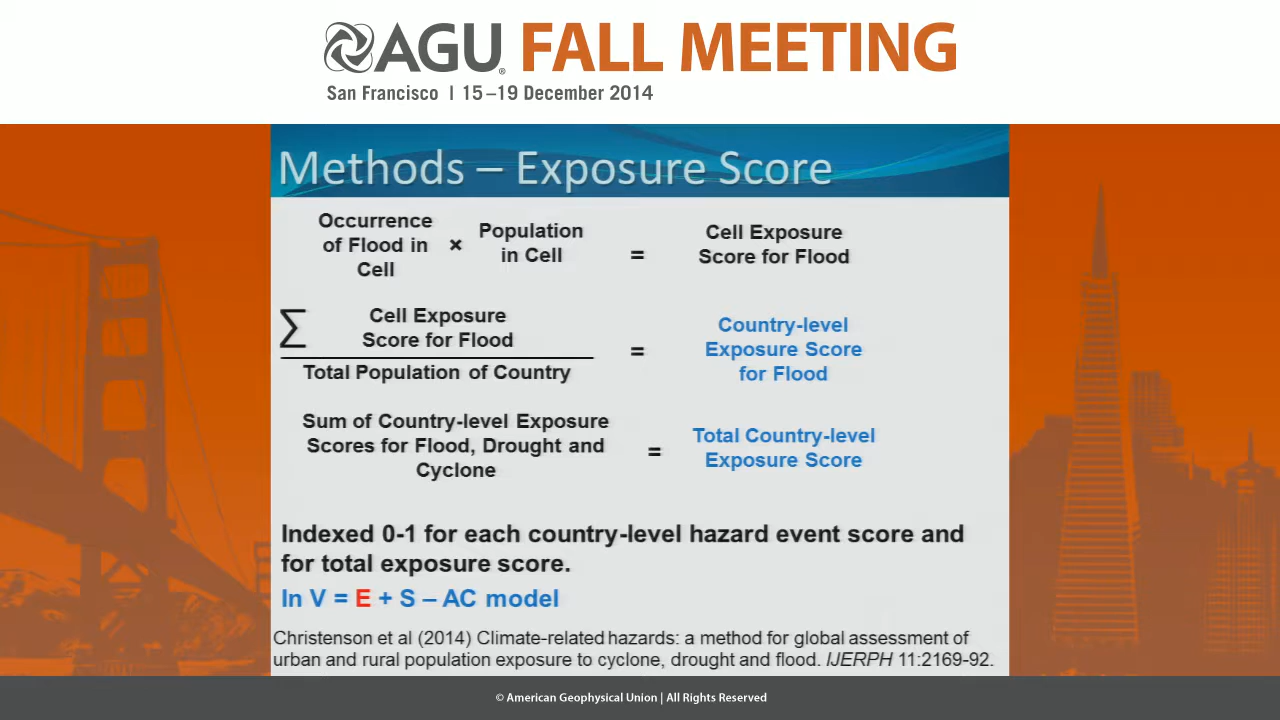 AGU® FALL MEETING
San Francisco | 15–19 December 2014
Methods – Exposure Score
Occurrence
of Flood in
Cell
×
Population
in Cell
=
Cell Exposure
Score for Flood
∑
Cell Exposure
Score for Flood
Total Population of Country
=
Country-level
Exposure Score
for Flood
Sum of Country-level Exposure
Scores for Flood, Drought and
Cyclone
=
Total Country-level
Exposure Score
Indexed 0-1 for each country-level hazard event score and
for total exposure score.
In V = E + S – AC model
Christenson et al (2014) Climate-related hazards: a method for global assessment of
urban and rural population exposure to cyclone, drought and flood. IJERPH 11:2169-92.
© American Geophysical Union | All Rights Reserved